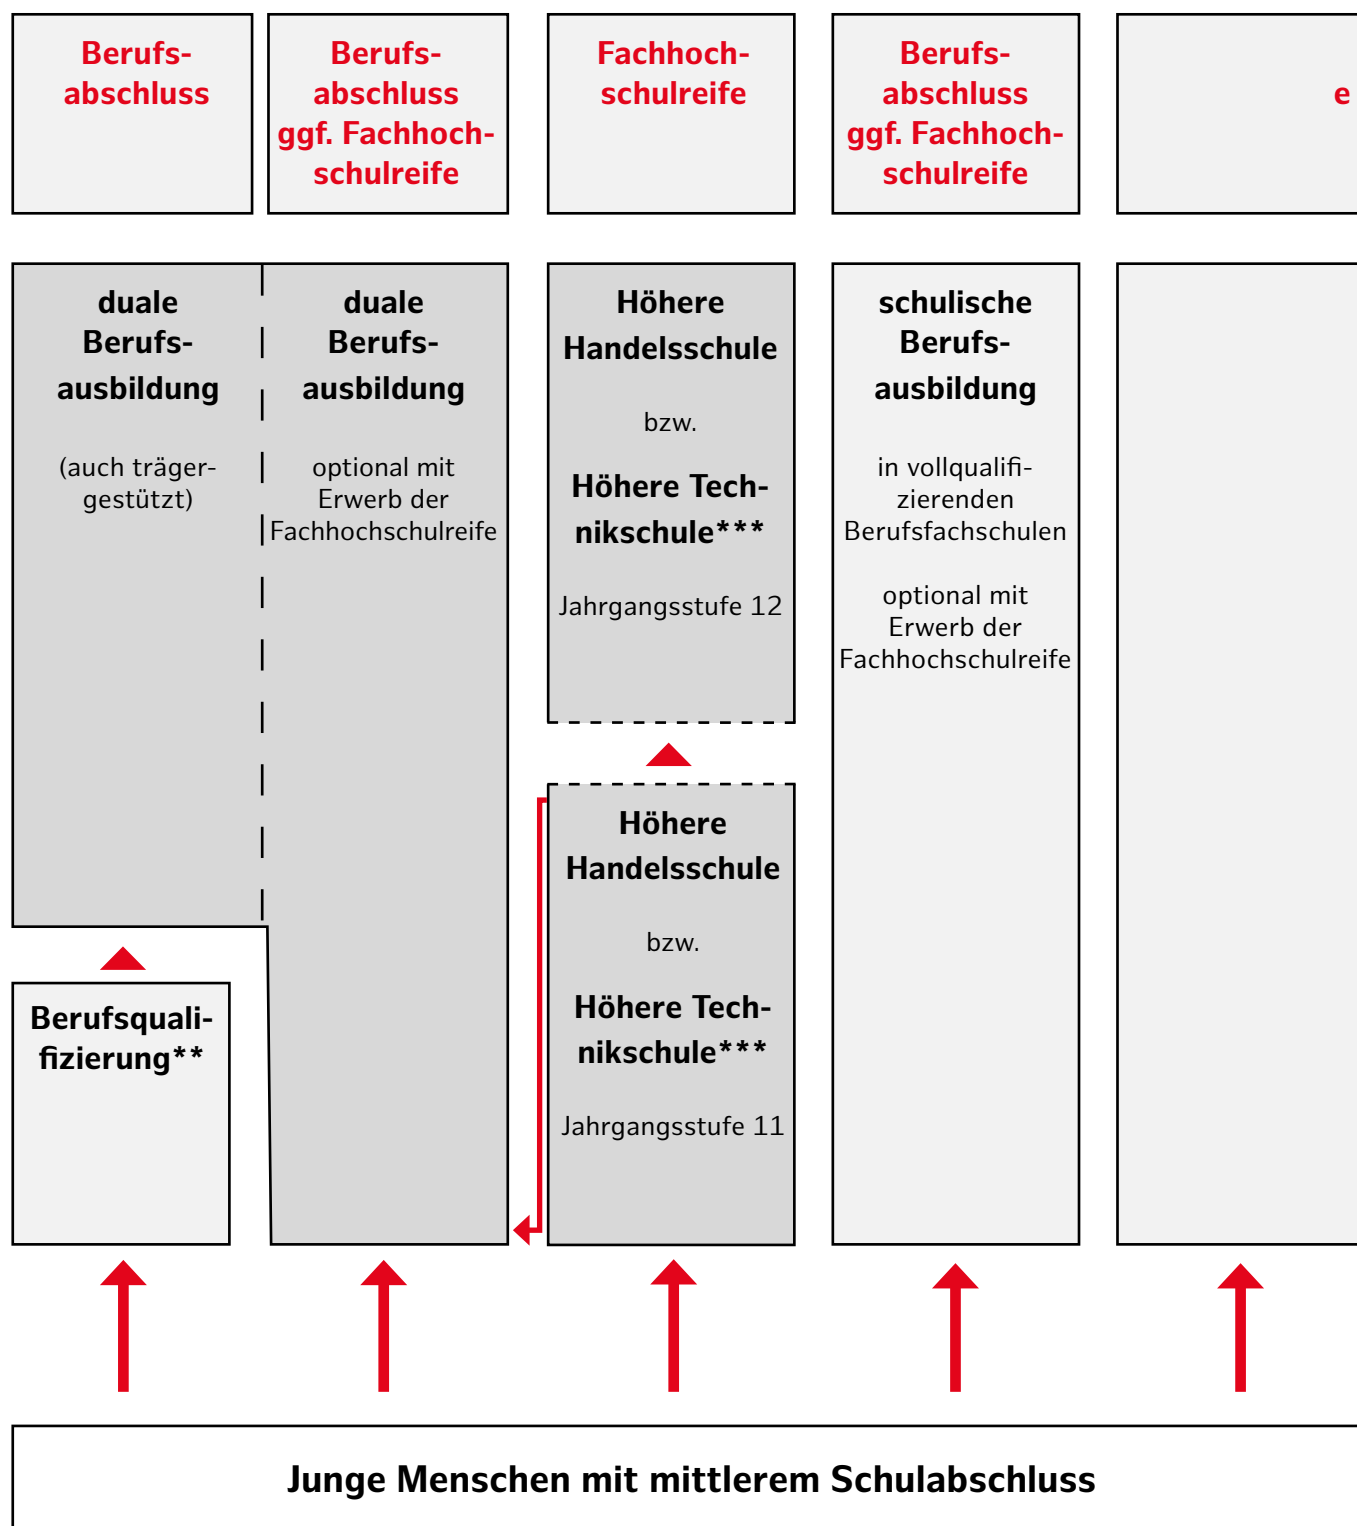 Berufs-
abschluss
Berufs-
abschluss
ggf. Fachhoch-
schulreife
Fachhoch-
schulreife
Berufs-
abschluss
ggf. Fachhoch-
schulreife
e
duale
Berufs-
ausbildung
(auch träger-
gestützt)
duale
Berufs-
ausbildung
optional mit
Erwerb der
Fachhochschulreife
Höhere
Handelsschule
bzw.
Höhere Tech-
nikschule***
Jahrgangsstufe 12
schulische
Berufs-
ausbildung
in vollqualifi-
zierenden
Berufsfachschulen
optional mit
Erwerb der
Fachhochschulreife
Höhere
Handelsschule
bzw.
Höhere Tech-
nikschule***
Jahrgangsstufe 11
Berufsquali-
fizierung**
Junge Menschen mit mittlerem Schulabschluss